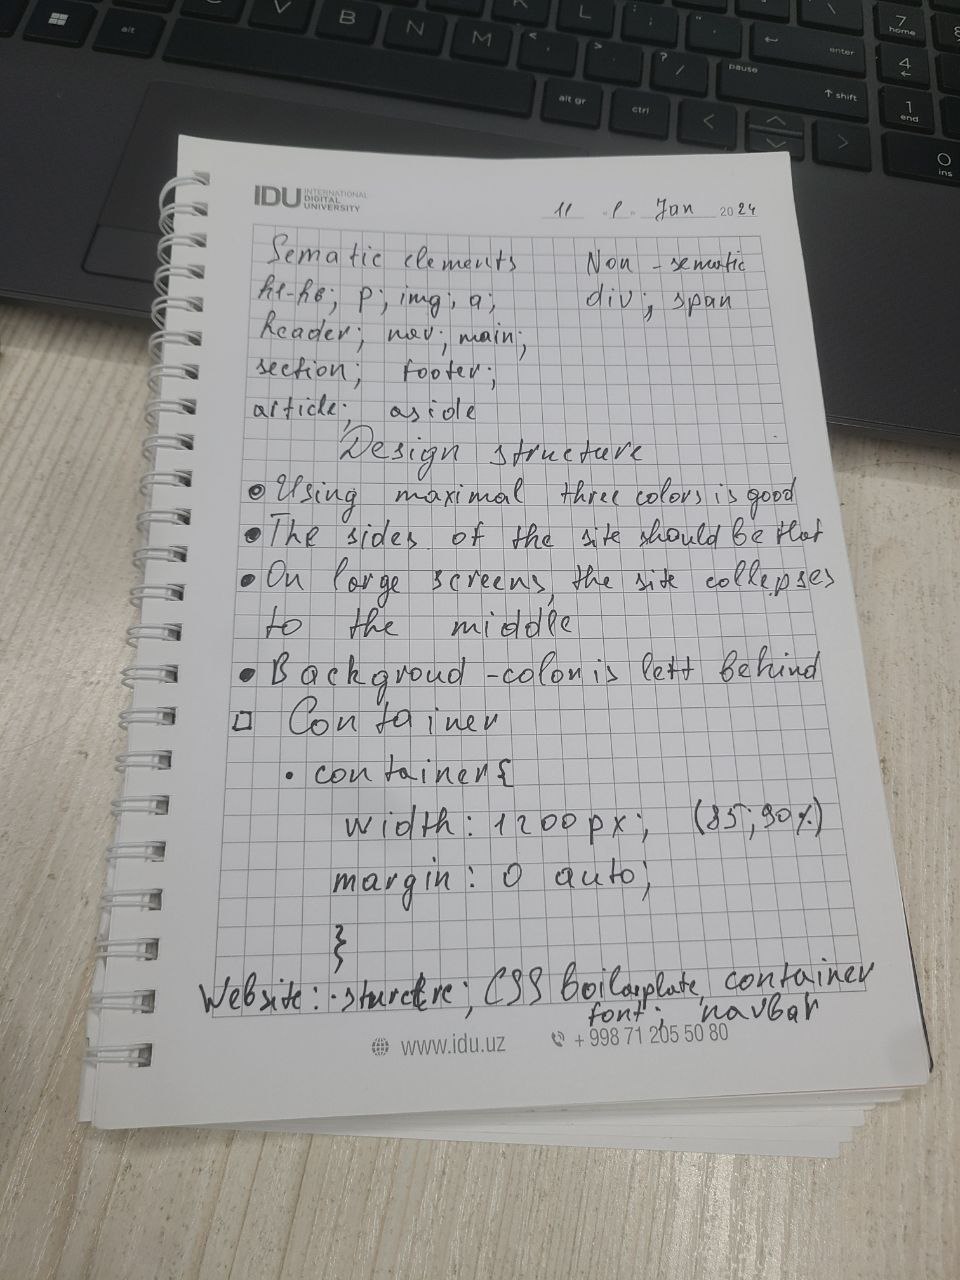 IDU INTERNATIONAL DIGITAL UNIVERSITY
11 Jan 2024
Sematic elements Non - sematic
h1-h6; p; img; a; div; span
header; nav; main;
section; footer;
article; aside
Design structure
• Using maximal three colors is good
• The sides of the site should be flat
• On large screens, the site collepses
to the middle
• Backgroud -color is left behind
□ Container
• container{
width: 1200px; (85;90%)
margin: 0 auto;
}
Website: structre; CSS boilarplate, container
font; navbar
www.idu.uz + 998 71 205 50 80
alt
V
B
N
M
K
L
:
;
<
,
>
.
?
/
alt gr
ctrl
enter
pause
shift
7
home
8
4
1
end
0
ins